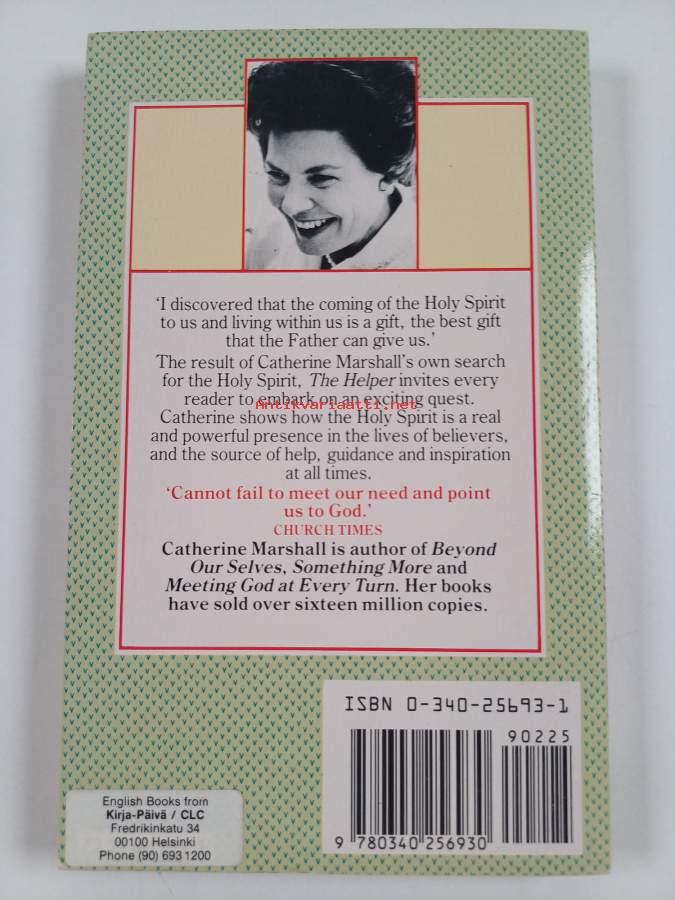 'I discovered that the coming of the Holy Spirit
to us and living within us is a gift, the best gift
that the Father can give us.'
The result of Catherine Marshall's own search
for the Holy Spirit, The Helper invites every
reader to embark on an exciting quest.
Antikvariaatti.net
Catherine shows how the Holy Spirit is a real
and powerful presence in the lives of believers,
and the source of help, guidance and inspiration
at all times.
'Cannot fail to meet our need and point
us to God.'
CHURCH TIMES
Catherine Marshall is author of Beyond
Our Selves, Something More and
Meeting God at Every Turn. Her books
have sold over sixteen million copies.
ISBN 0-340-25693-1
90225
9 780340 256930
English Books from
Kirja-Päivä / CLC
Fredrikinkatu 34
00100 Helsinki
Phone (90) 693 1200